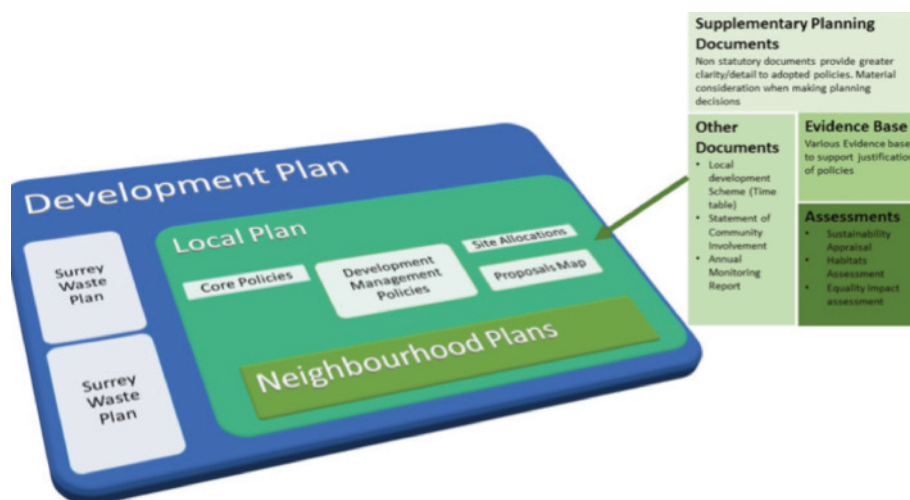 Development Plan
Surrey
Waste
Plan
Surrey
Waste
Plan
Local Plan
Core Policies
Development
Management
Policies
Site Allocations
Proposals Map
Neighbourhood Plans
Supplementary Planning
Documents
Non statutory documents provide greater
clarity/detail to adopted policies. Material
consideration when making planning
decisions
Other
Documents
• Local
development
Scheme (Time
table)
• Statement of
Community
Involvement
• Annual
Monitoring
Report
Evidence Base
Various Evidence base
to support justification
of policies
Assessments
• Sustainability
Appraisal
• Habitats
Assessment
• Equality Impact
assessment